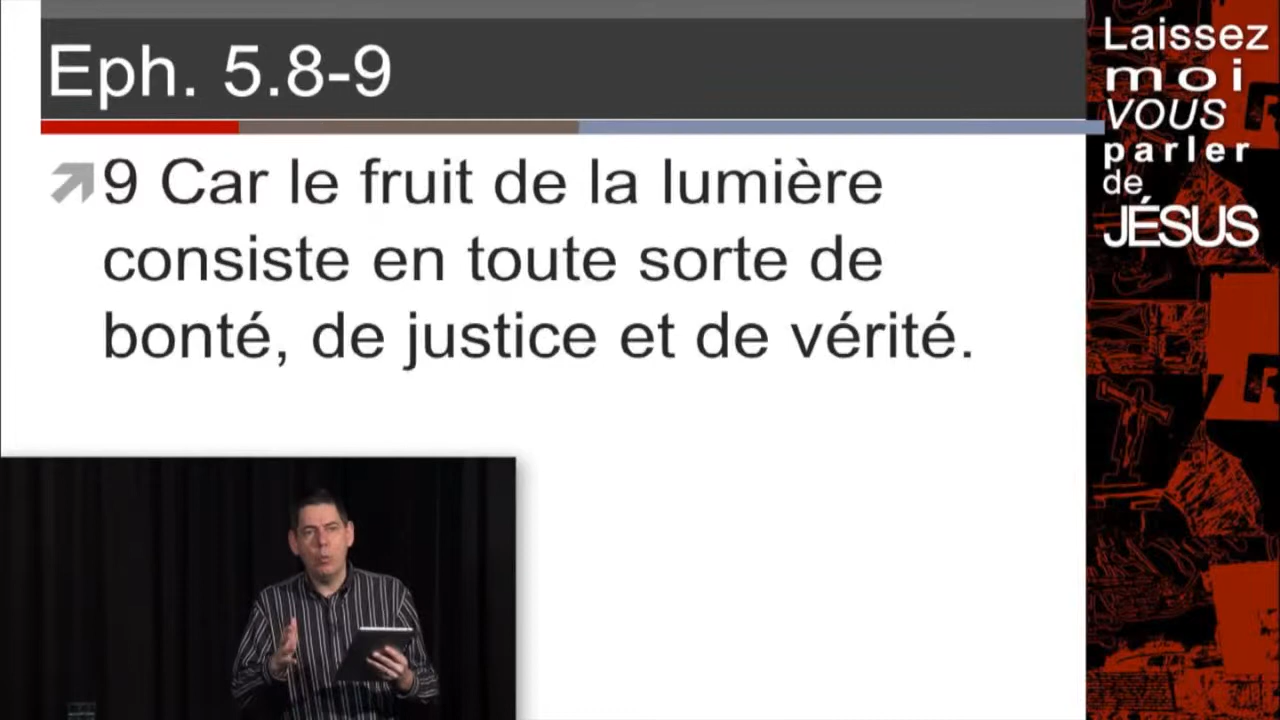 Eph. 5.8-9
9 Car le fruit de la lumière
consiste en toute sorte de
bonté, de justice et de vérité.
Laissez
moi
VOUS
parler
de
JÉSUS